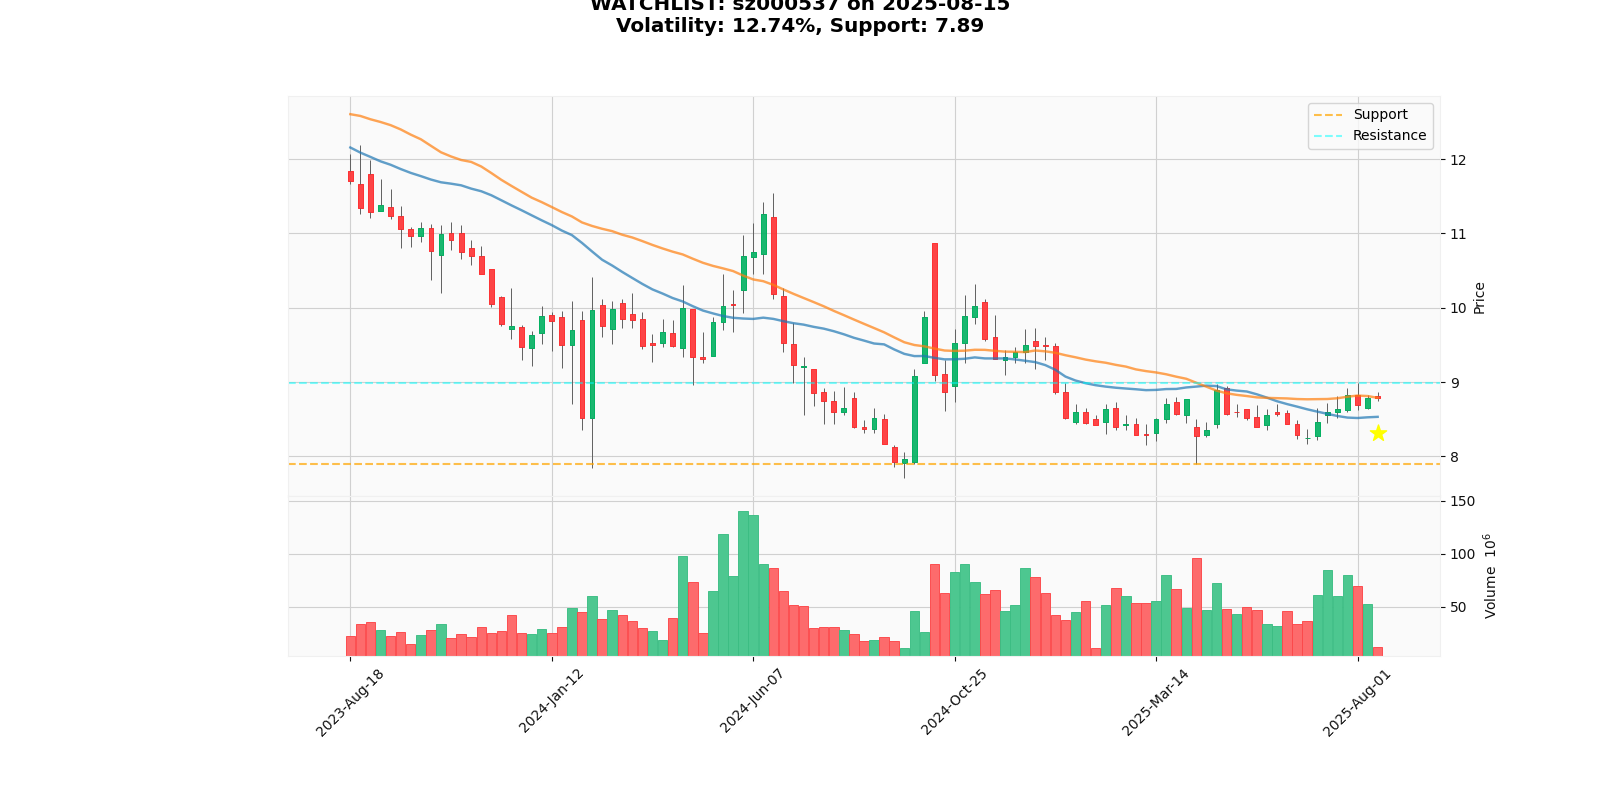 WATCHLIST: sz000537 on 2025-08-15
Volatility: 12.74%, Support: 7.89
Support
Resistance
12
11
10
9
8
Price
150
100
50
Volume 10⁶
2023-Aug-18
2024-Jan-12
2024-Jun-07
2024-Oct-25
2025-Mar-14
2025-Aug-01